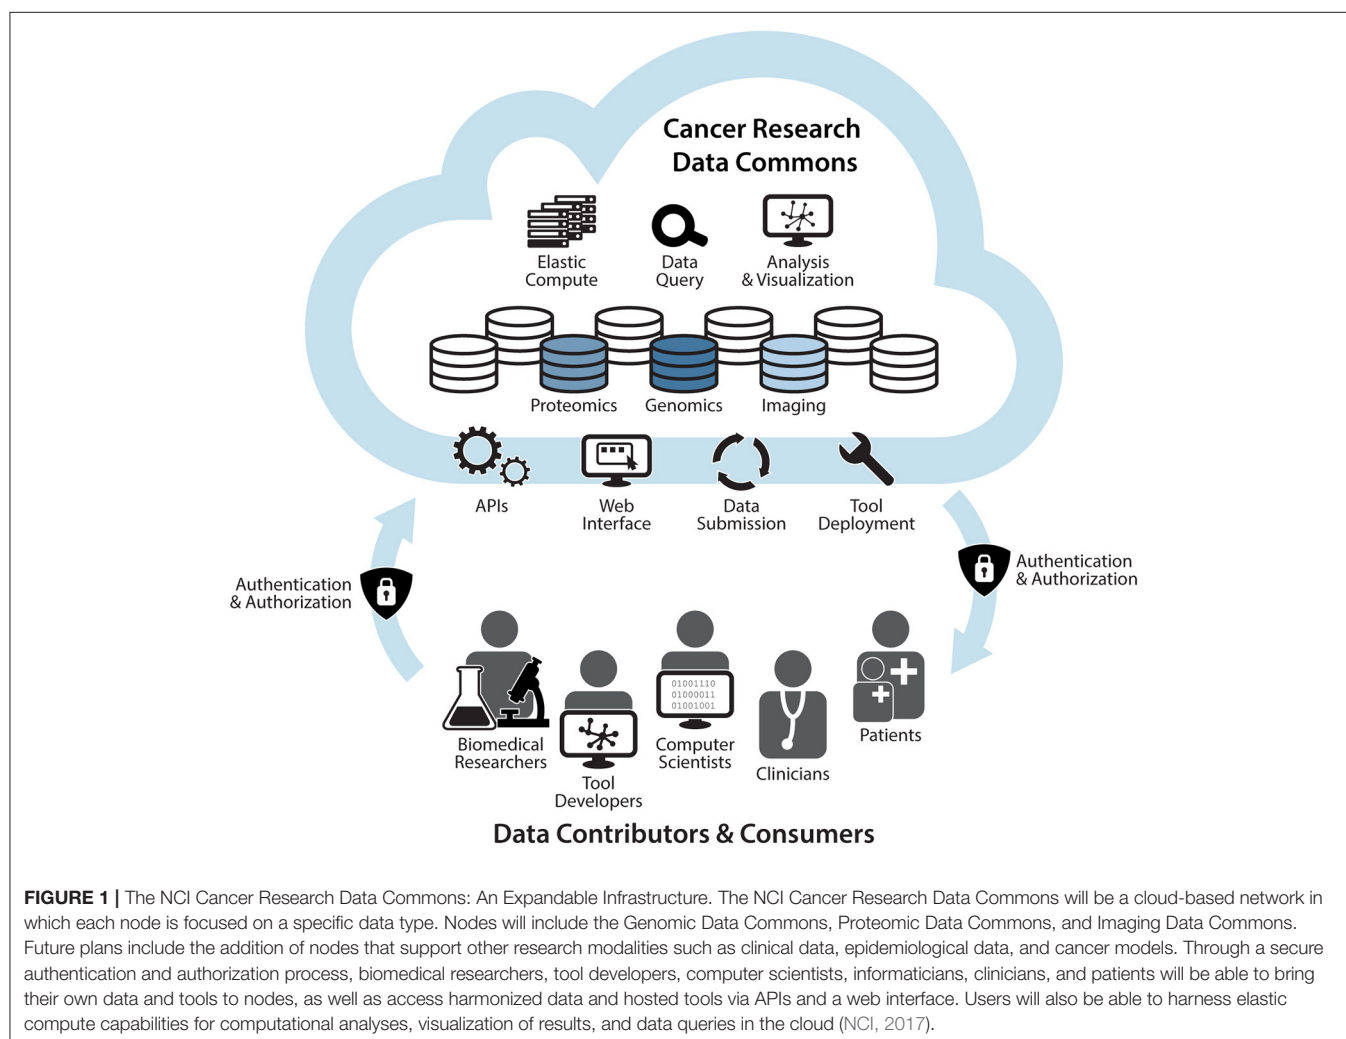 Cancer Research
Data Commons
Elastic
Compute
Data
Query
Analysis
& Visualization
Proteomics
Genomics
Imaging
APIs
Web
Interface
Data
Submission
Tool
Deployment
Authentication
& Authorization
Authentication
& Authorization
01001110
01000011
01001001
Biomedical
Researchers
Tool
Developers
Computer
Scientists
Clinicians
Patients
Data Contributors & Consumers
FIGURE 1 | The NCI Cancer Research Data Commons: An Expandable Infrastructure. The NCI Cancer Research Data Commons will be a cloud-based network in
which each node is focused on a specific data type. Nodes will include the Genomic Data Commons, Proteomic Data Commons, and Imaging Data Commons.
Future plans include the addition of nodes that support other research modalities such as clinical data, epidemiological data, and cancer models. Through a secure
authentication and authorization process, biomedical researchers, tool developers, computer scientists, informaticians, clinicians, and patients will be able to bring
their own data and tools to nodes, as well as access harmonized data and hosted tools via APIs and a web interface. Users will also be able to harness elastic
compute capabilities for computational analyses, visualization of results, and data queries in the cloud (NCI, 2017).